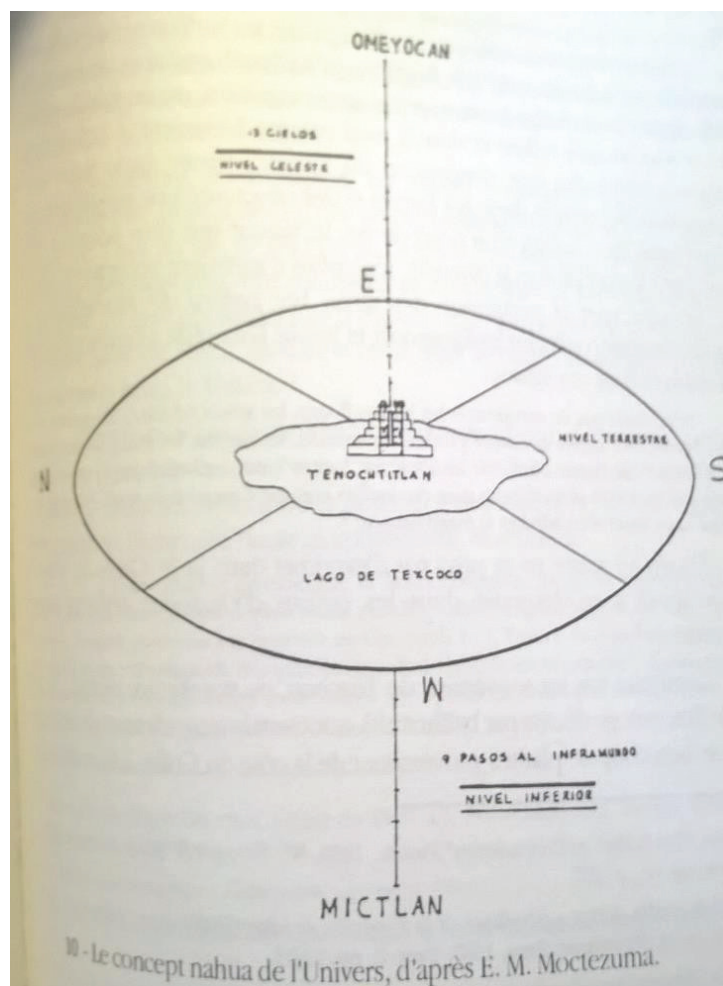 OMEYOCAN
13 CIELOS
NIVEL CELESTE
E
NIVEL TERRESTRE
TENOCHTITLAN
N
S
LAGO DE TEXCOCO
W
9 PASOS AL INFRAMUNDO
NIVEL INFERIOR
MICTLAN
10 - Le concept nahua de l'Univers, d'après E. M. Moctezuma.